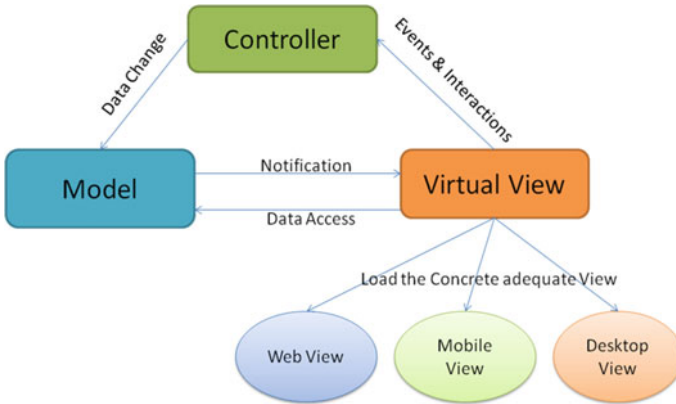 Controller
Data Change
Events & Interactions
Model
Notification
Virtual View
Data Access
Load the Concrete adequate View
Web View
Mobile
View
Desktop
View